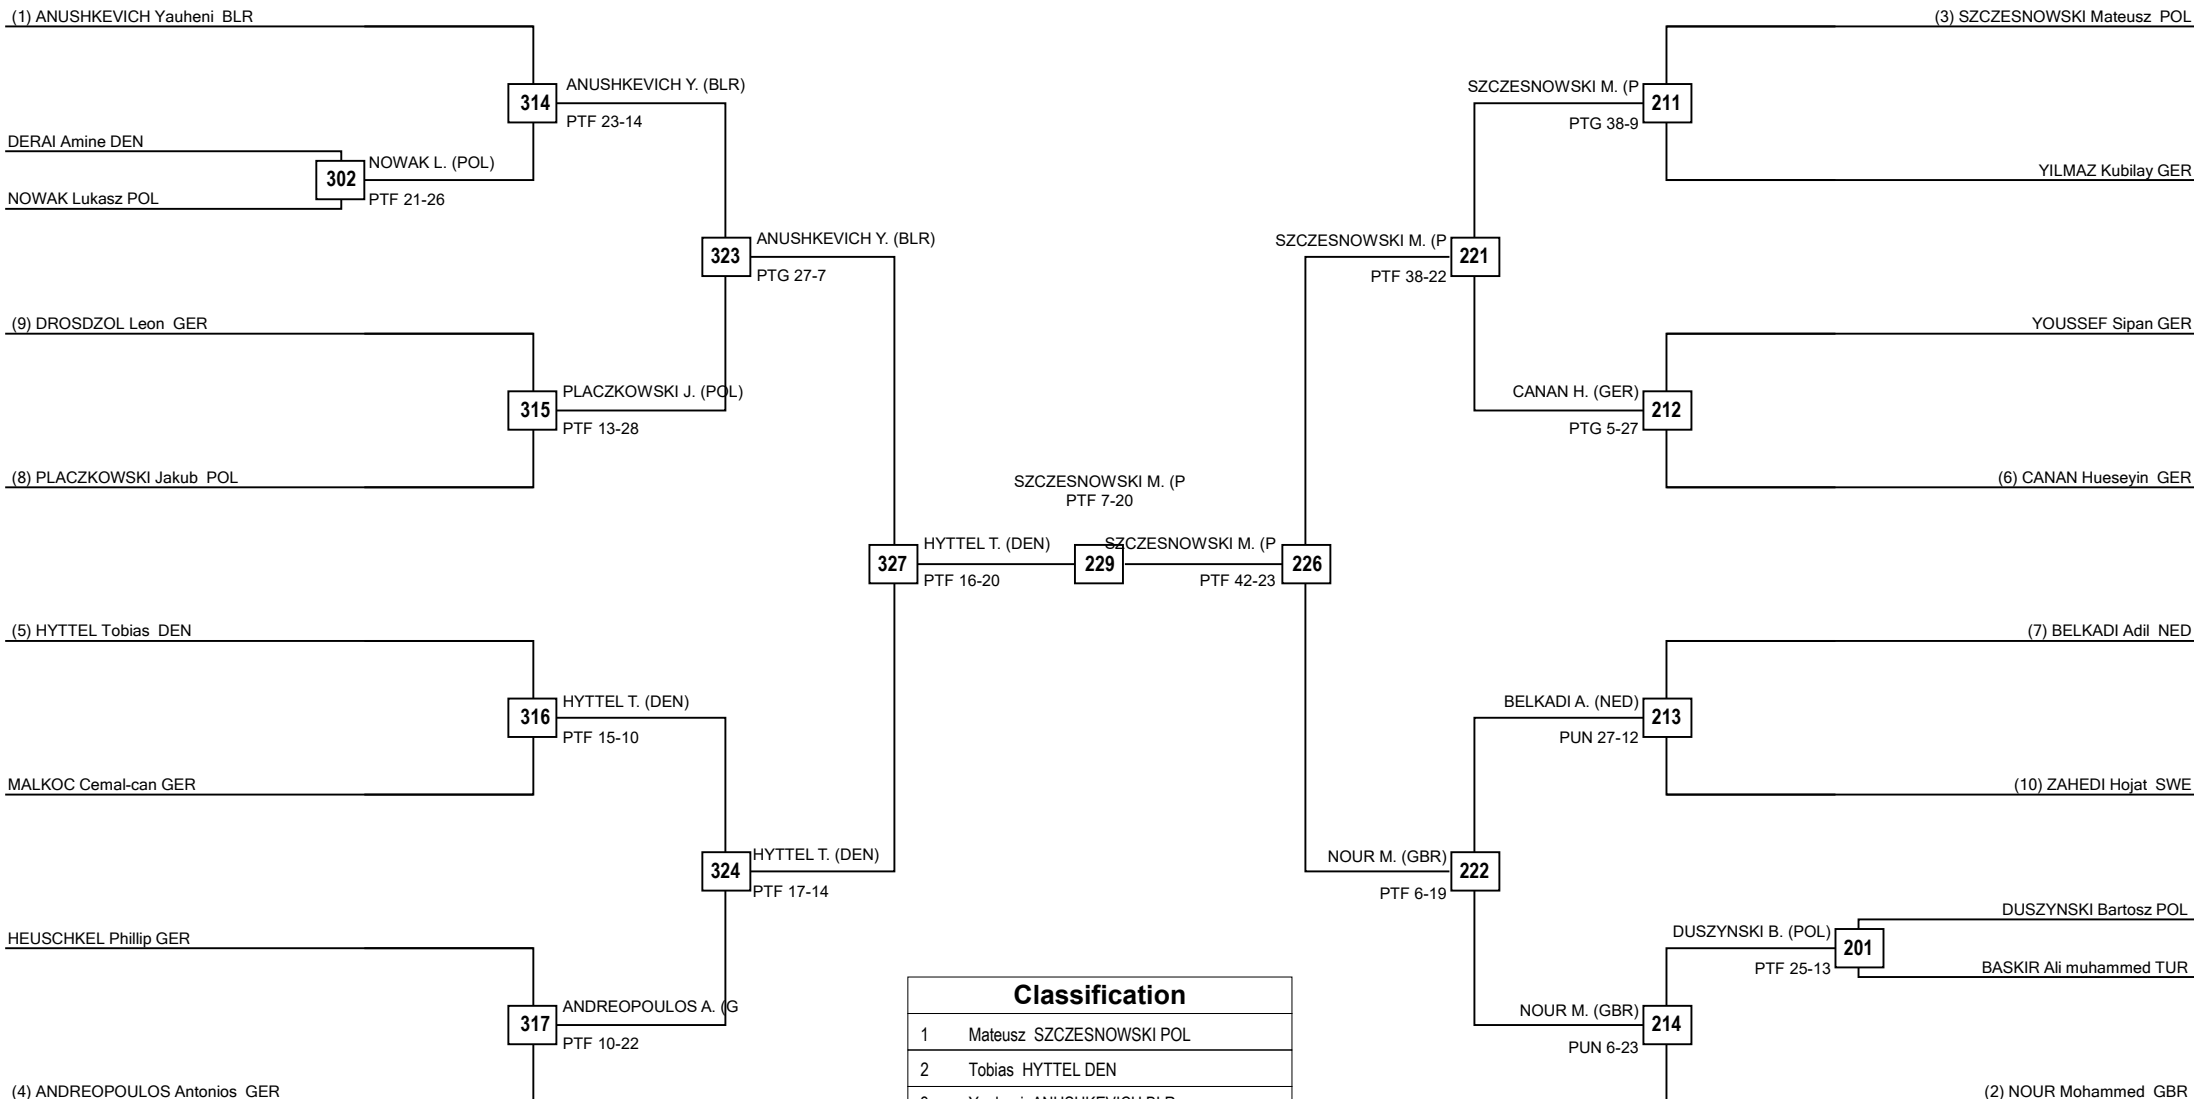 (1) ANUSHKEVICH Yauheni BLR
(3) SZCZESNOWSKI Mateusz POL
314
ANUSHKEVICH Y. (BLR)
PTF 23-14
SZCZESNOWSKI M. (P
PTG 38-9
211
DERAI Amine DEN
302
NOWAK L. (POL)
PTF 21-26
NOWAK Lukasz POL
YILMAZ Kubilay GER
323
ANUSHKEVICH Y. (BLR)
PTG 27-7
SZCZESNOWSKI M. (P
PTF 38-22
221
(9) DROSDZOL Leon GER
YOUSSEF Sipan GER
315
PLACZKOWSKI J. (POL)
PTF 13-28
CANAN H. (GER)
PTG 5-27
212
(8) PLACZKOWSKI Jakub POL
(6) CANAN Hueseyin GER
SZCZESNOWSKI M. (P
PTF 7-20
327
HYTTEL T. (DEN)
PTF 16-20
229
SZCZESNOWSKI M. (P
PTF 42-23
226
(5) HYTTEL Tobias DEN
(7) BELKADI Adil NED
316
HYTTEL T. (DEN)
PTF 15-10
BELKADI A. (NED)
PUN 27-12
213
MALKOC Cemal-can GER
(10) ZAHEDI Hojat SWE
324
HYTTEL T. (DEN)
PTF 17-14
NOUR M. (GBR)
PTF 6-19
222
HEUSCHKEL Phillip GER
DUSZYNSKI Bartosz POL
DUSZYNSKI B. (POL)
PTF 25-13
201
BASKIR Ali muhammed TUR
317
ANDREOPOULOS A. (G
PTF 10-22
NOUR M. (GBR)
PUN 6-23
214
(4) ANDREOPOULOS Antonios GER
(2) NOUR Mohammed GBR
Classification
1 Mateusz SZCZESNOWSKI POL
2 Tobias HYTTEL DEN